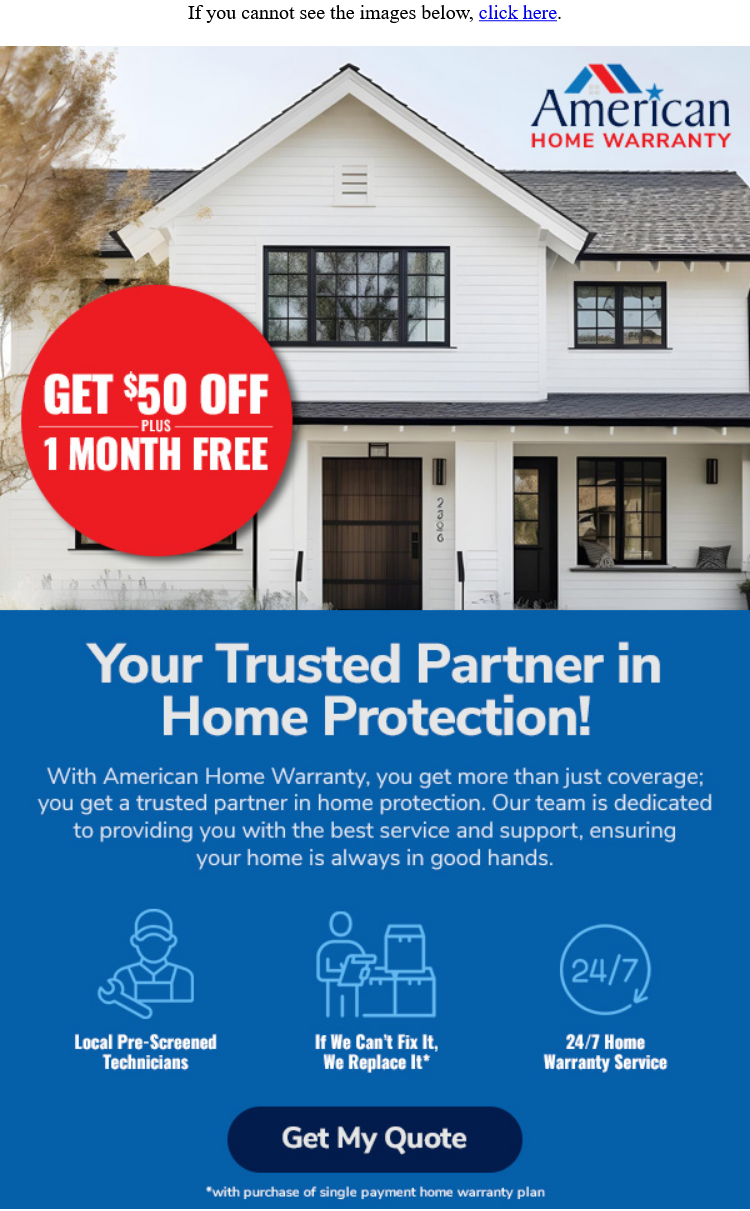 If you cannot see the images below, click here.
American
HOME WARRANTY
GET $50 OFF
PLUS
1 MONTH FREE
2306
Your Trusted Partner in
Home Protection!
With American Home Warranty, you get more than just coverage;
you get a trusted partner in home protection. Our team is dedicated
to providing you with the best service and support, ensuring
your home is always in good hands.
24/7
Local Pre-Screened
Technicians
If We Can't Fix It,
We Replace It*
24/7 Home
Warranty Service
Get My Quote
*with purchase of single payment home warranty plan